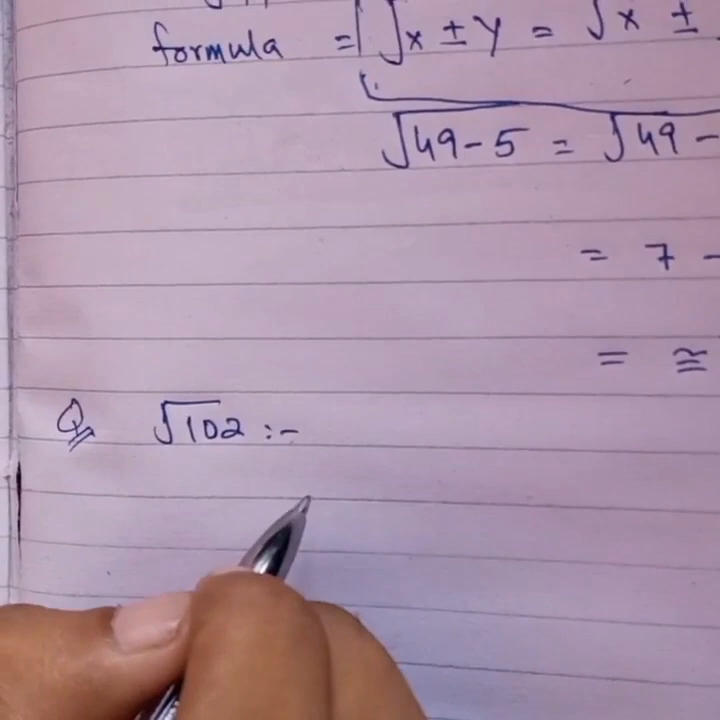 formula = √x ± y = √x ±
√49-5 = √49 -
= 7 -
= ≅
Q √102 :-